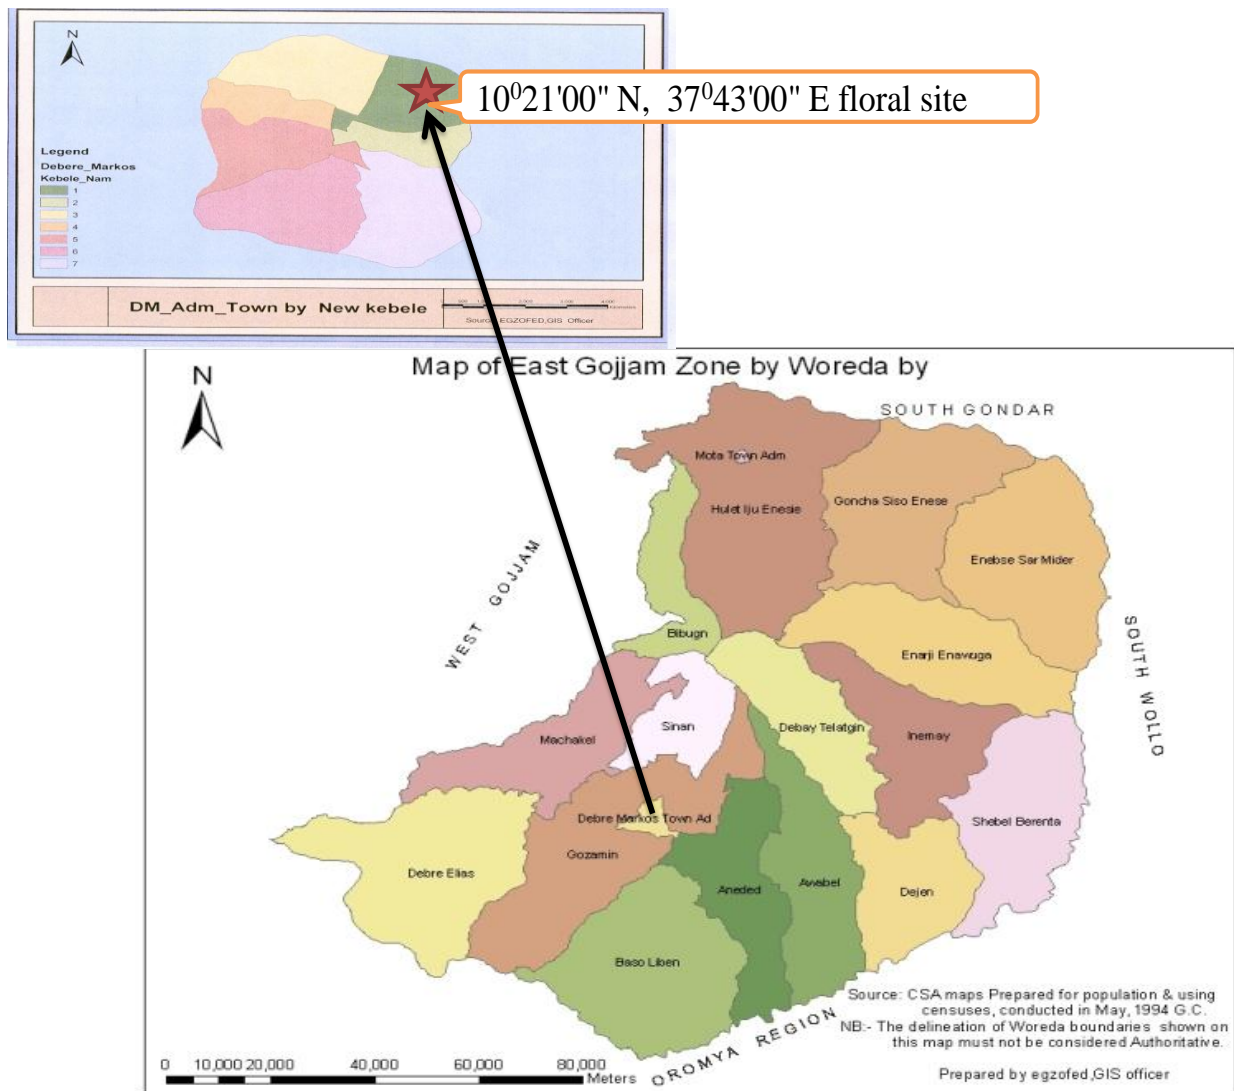 N
10⁰21'00" N, 37⁰43'00" E floral site
Legend
Debere_Markos
Kebele_Nam
1
2
3
4
5
6
7
DM_Adm_Town by New kebele
Source EGZOFED,GIS Officer
Map of East Gojjam Zone by Woreda by
N
SOUTH GONDAR
Mota Town Adm
Goncha Siso Enese
Hulet Iju Enesie
Enebse Sar Mider
WEST GOJJAM
SOUTH WOLLO
Bibugn
Enarji Enawuga
Sinan
Debay Telatgin
Inemay
Machakel
Debre Markos Town Ad
Shebel Berenta
Gozamin
Debre Elias
Aneded
Awabel
Dejen
Baso Liben
OROMYA REGION
Source: CSA maps Prepared for population & using
censuses, conducted in May, 1994 G.C.
NB:- The delineation of Woreda boundaries shown on
this map must not be considered Authoritative.
Prepared by egzofed,GIS officer
0 10,000 20,000 40,000 60,000 80,000
Meters